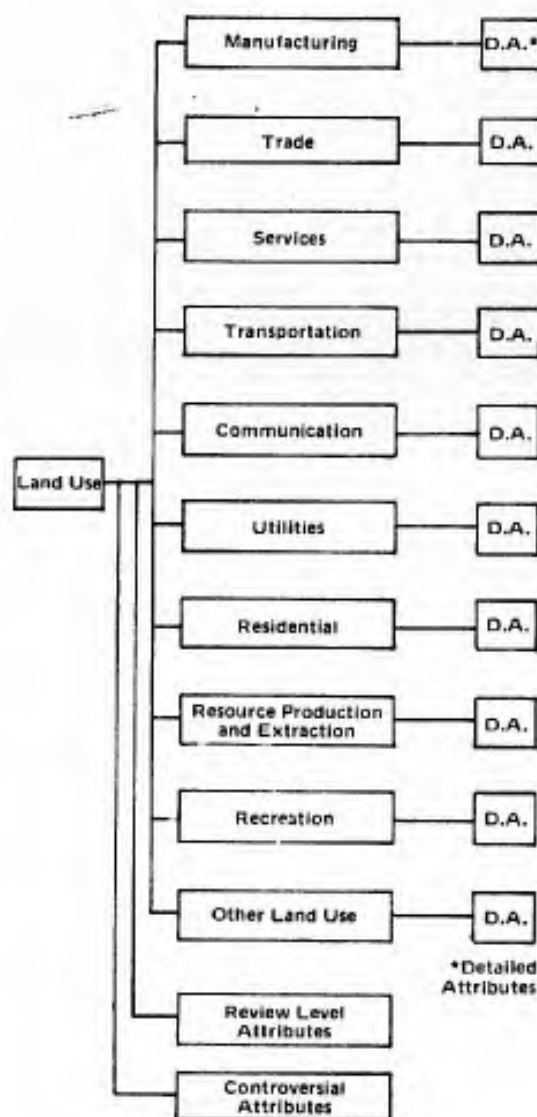 Manufacturing D.A.*
Trade D.A.
Services D.A.
Transportation D.A.
Communication D.A.
Land Use
Utilities D.A.
Residential D.A.
Resource Production
and Extraction D.A.
Recreation D.A.
Other Land Use D.A.
*Detailed
Attributes
Review Level
Attributes
Controversial
Attributes